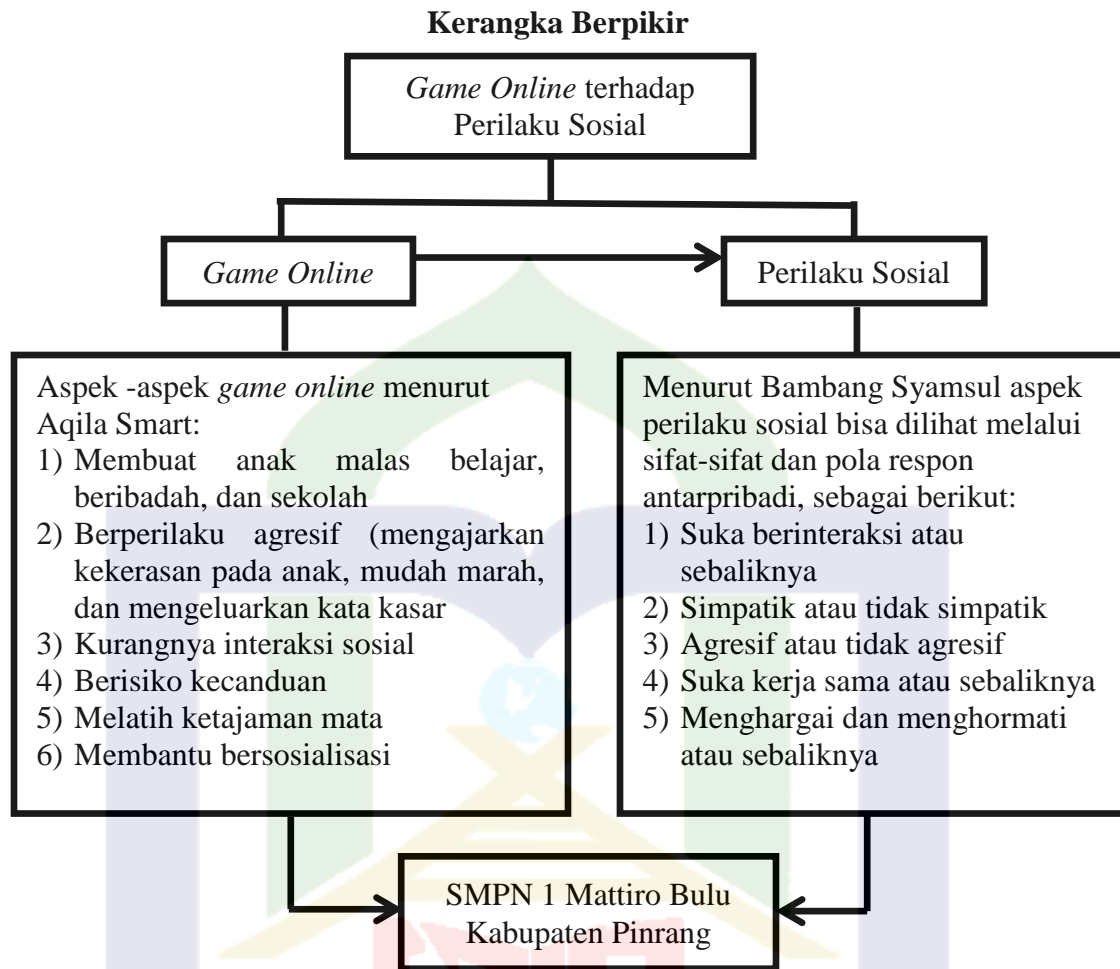 Kerangka Berpikir
Game Online terhadap
Perilaku Sosial
Game Online
Perilaku Sosial
Aspek -aspek game online menurut
Aqila Smart:
1) Membuat anak malas belajar,
beribadah, dan sekolah
2) Berperilaku agresif (mengajarkan
kekerasan pada anak, mudah marah,
dan mengeluarkan kata kasar
3) Kurangnya interaksi sosial
4) Berisiko kecanduan
5) Melatih ketajaman mata
6) Membantu bersosialisasi
Menurut Bambang Syamsul aspek
perilaku sosial bisa dilihat melalui
sifat-sifat dan pola respon
antarpribadi, sebagai berikut:
1) Suka berinteraksi atau
sebaliknya
2) Simpatik atau tidak simpatik
3) Agresif atau tidak agresif
4) Suka kerja sama atau sebaliknya
5) Menghargai dan menghormati
atau sebaliknya
SMPN 1 Mattiro Bulu
Kabupaten Pinrang